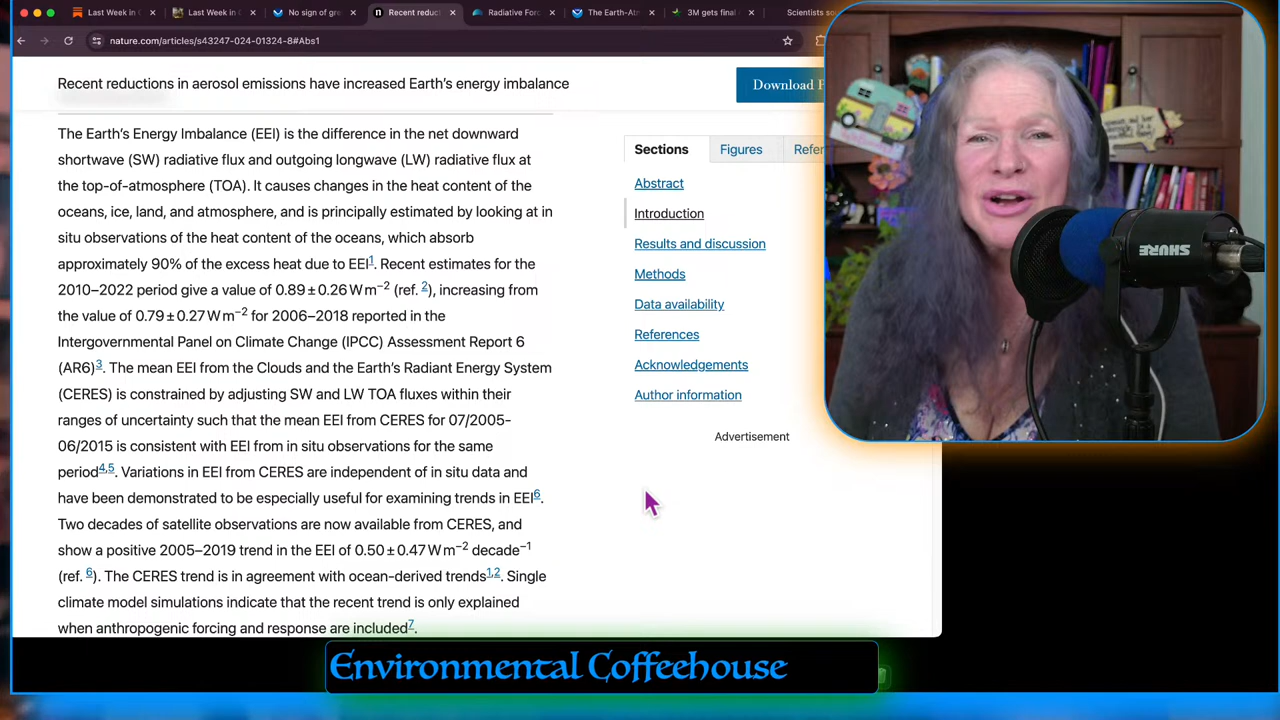 Last Week in
Last Week in
No sign of gre
Recent reduc
Radiative For
The Earth-At
3M gets final
Scientists so
nature.com/articles/s43247-024-01324-8#Abs1
Recent reductions in aerosol emissions have increased Earth's energy imbalance
Download P
The Earth's Energy Imbalance (EEI) is the difference in the net downward
shortwave (SW) radiative flux and outgoing longwave (LW) radiative flux at
the top-of-atmosphere (TOA). It causes changes in the heat content of the
oceans, ice, land, and atmosphere, and is principally estimated by looking at in
situ observations of the heat content of the oceans, which absorb
approximately 90% of the excess heat due to EEI1. Recent estimates for the
2010–2022 period give a value of 0.89 ± 0.26 W m−2 (ref. 2), increasing from
the value of 0.79 ± 0.27 W m−2 for 2006–2018 reported in the
Intergovernmental Panel on Climate Change (IPCC) Assessment Report 6
(AR6)3. The mean EEI from the Clouds and the Earth's Radiant Energy System
(CERES) is constrained by adjusting SW and LW TOA fluxes within their
ranges of uncertainty such that the mean EEI from CERES for 07/2005-
06/2015 is consistent with EEI from in situ observations for the same
period4,5. Variations in EEI from CERES are independent of in situ data and
have been demonstrated to be especially useful for examining trends in EEI6.
Two decades of satellite observations are now available from CERES, and
show a positive 2005–2019 trend in the EEI of 0.50 ± 0.47 W m−2 decade−1
(ref. 6). The CERES trend is in agreement with ocean-derived trends1,2. Single
climate model simulations indicate that the recent trend is only explained
when anthropogenic forcing and response are included7.
Sections
Figures
Refer
Abstract
Introduction
Results and discussion
Methods
Data availability
References
Acknowledgements
Author information
Advertisement
SHURE
Environmental Coffeehouse